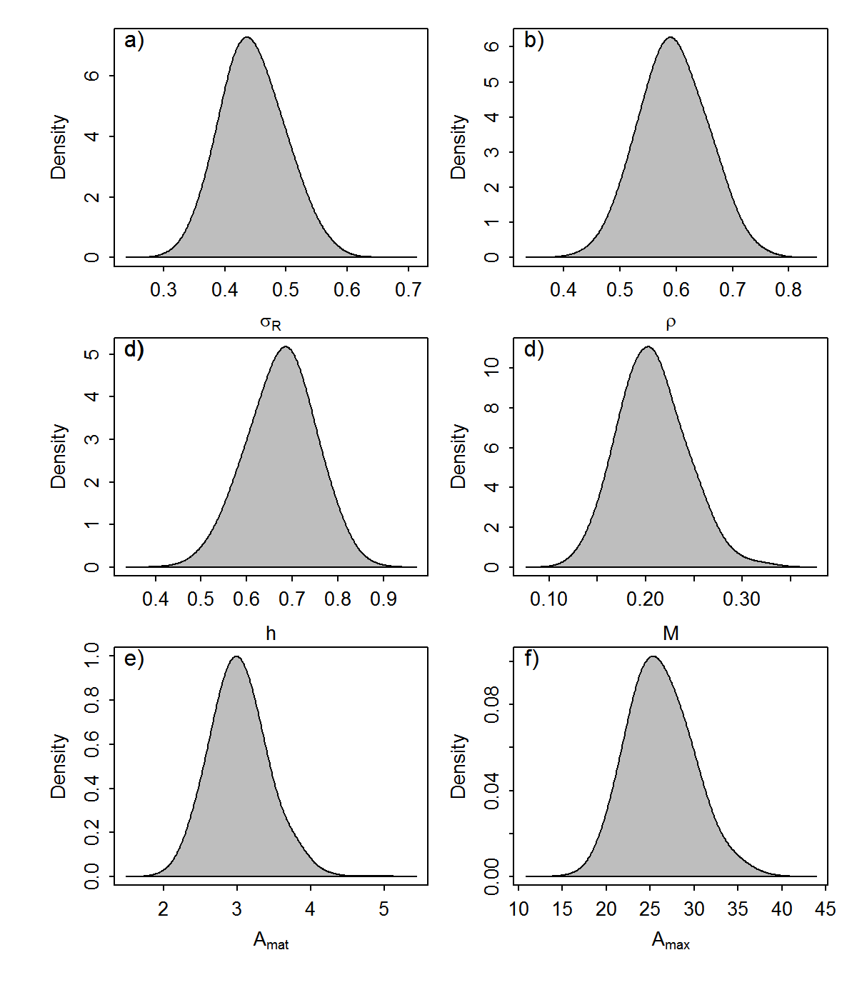 a)
Density
0 2 4 6
0.3 0.4 0.5 0.6 0.7
σR
b)
Density
0 1 2 3 4 5 6
0.4 0.5 0.6 0.7 0.8
ρ
d)
Density
0 1 2 3 4 5
0.4 0.5 0.6 0.7 0.8 0.9
h
d)
Density
0 2 4 6 8 10
0.10 0.20 0.30
M
e)
Density
0.0 0.2 0.4 0.6 0.8 1.0
2 3 4 5
Amat
f)
Density
0.00 0.04 0.08
10 15 20 25 30 35 40 45
Amax